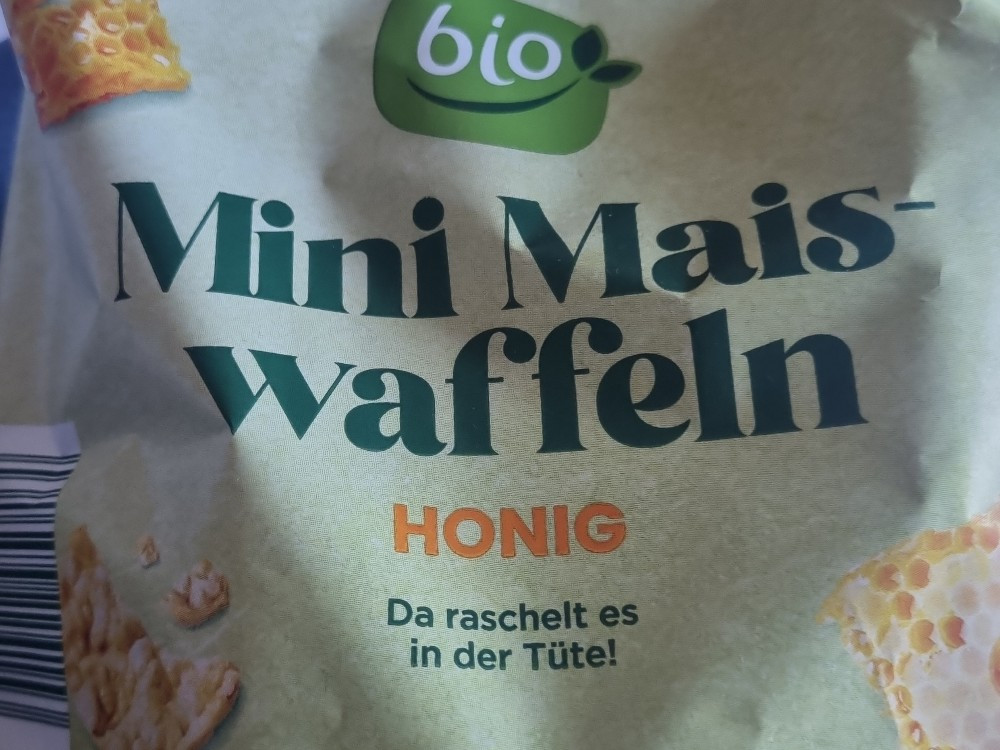 bio
Mini Mais-
Waffeln
HONIG
Da raschelt es
in der Tüte!